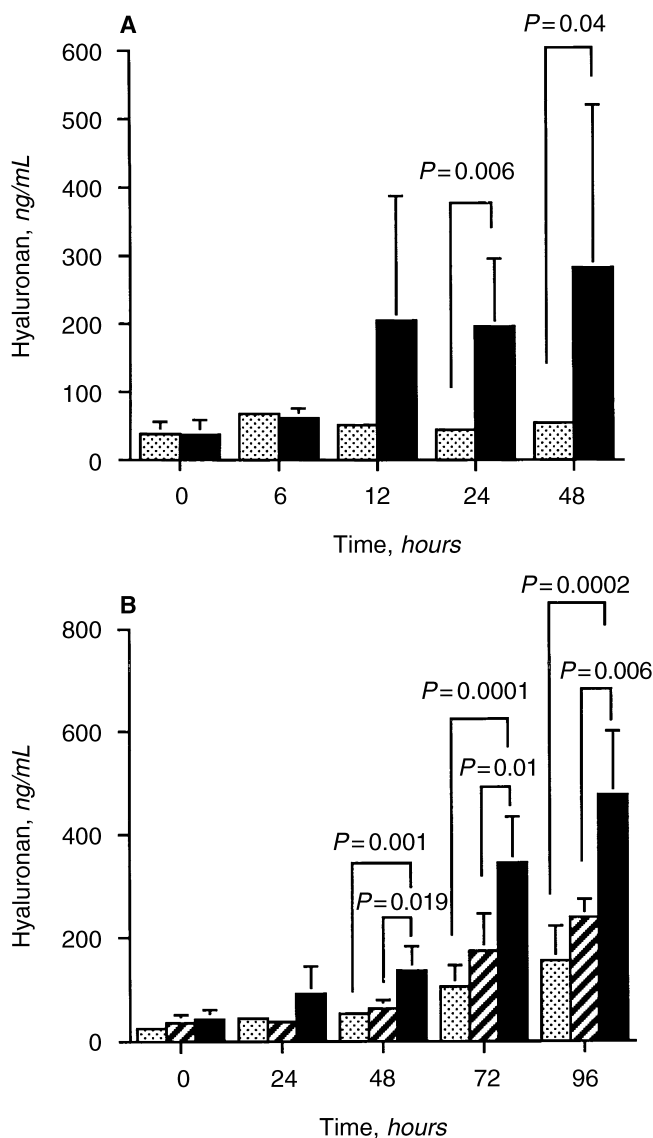 A
P=0.04
600
500
P=0.006
400
300
200
100
0
Hyaluronan, ng/mL
0 6 12 24 48
Time, hours
B
P=0.0002
800
P=0.006
P=0.0001
600
P=0.01
400
P=0.001
P=0.019
200
0
Hyaluronan, ng/mL
0 24 48 72 96
Time, hours